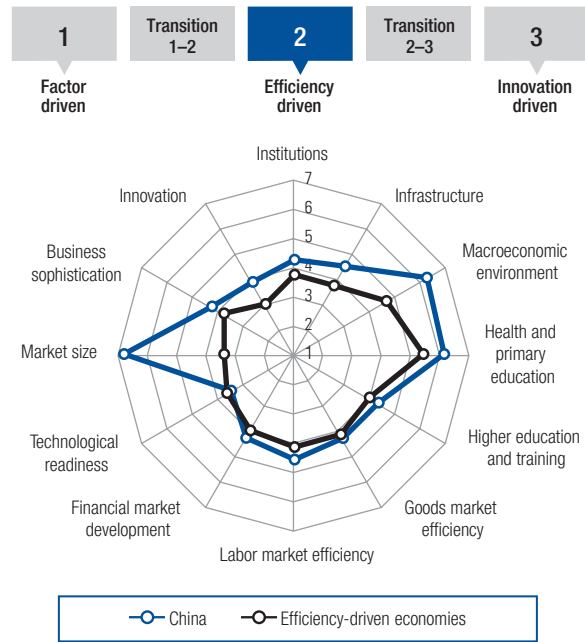 1
Transition
1–2
2
Transition
2–3
3
Factor
driven
Efficiency
driven
Innovation
driven
Institutions
7
6
5
4
3
2
1
Infrastructure
Macroeconomic
environment
Health and
primary
education
Higher education
and training
Goods market
efficiency
Labor market efficiency
Financial market
development
Technological
readiness
Market size
Business
sophistication
Innovation
China
Efficiency-driven economies